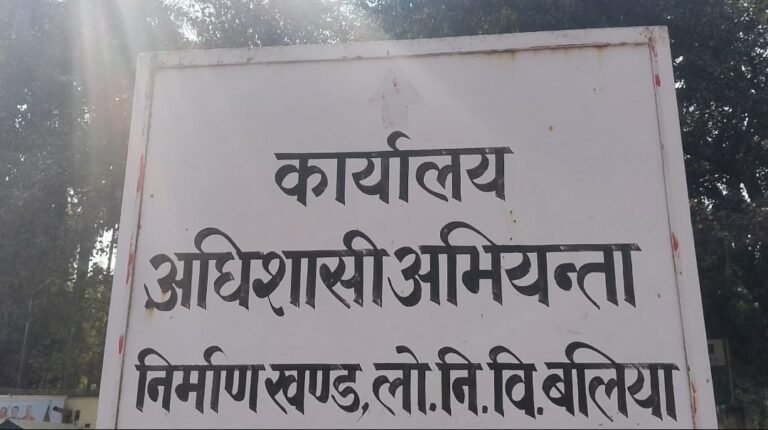 कार्यालय
अधिशासी अभियन्ता
निर्माण खण्ड, लो.नि.वि. बलिया